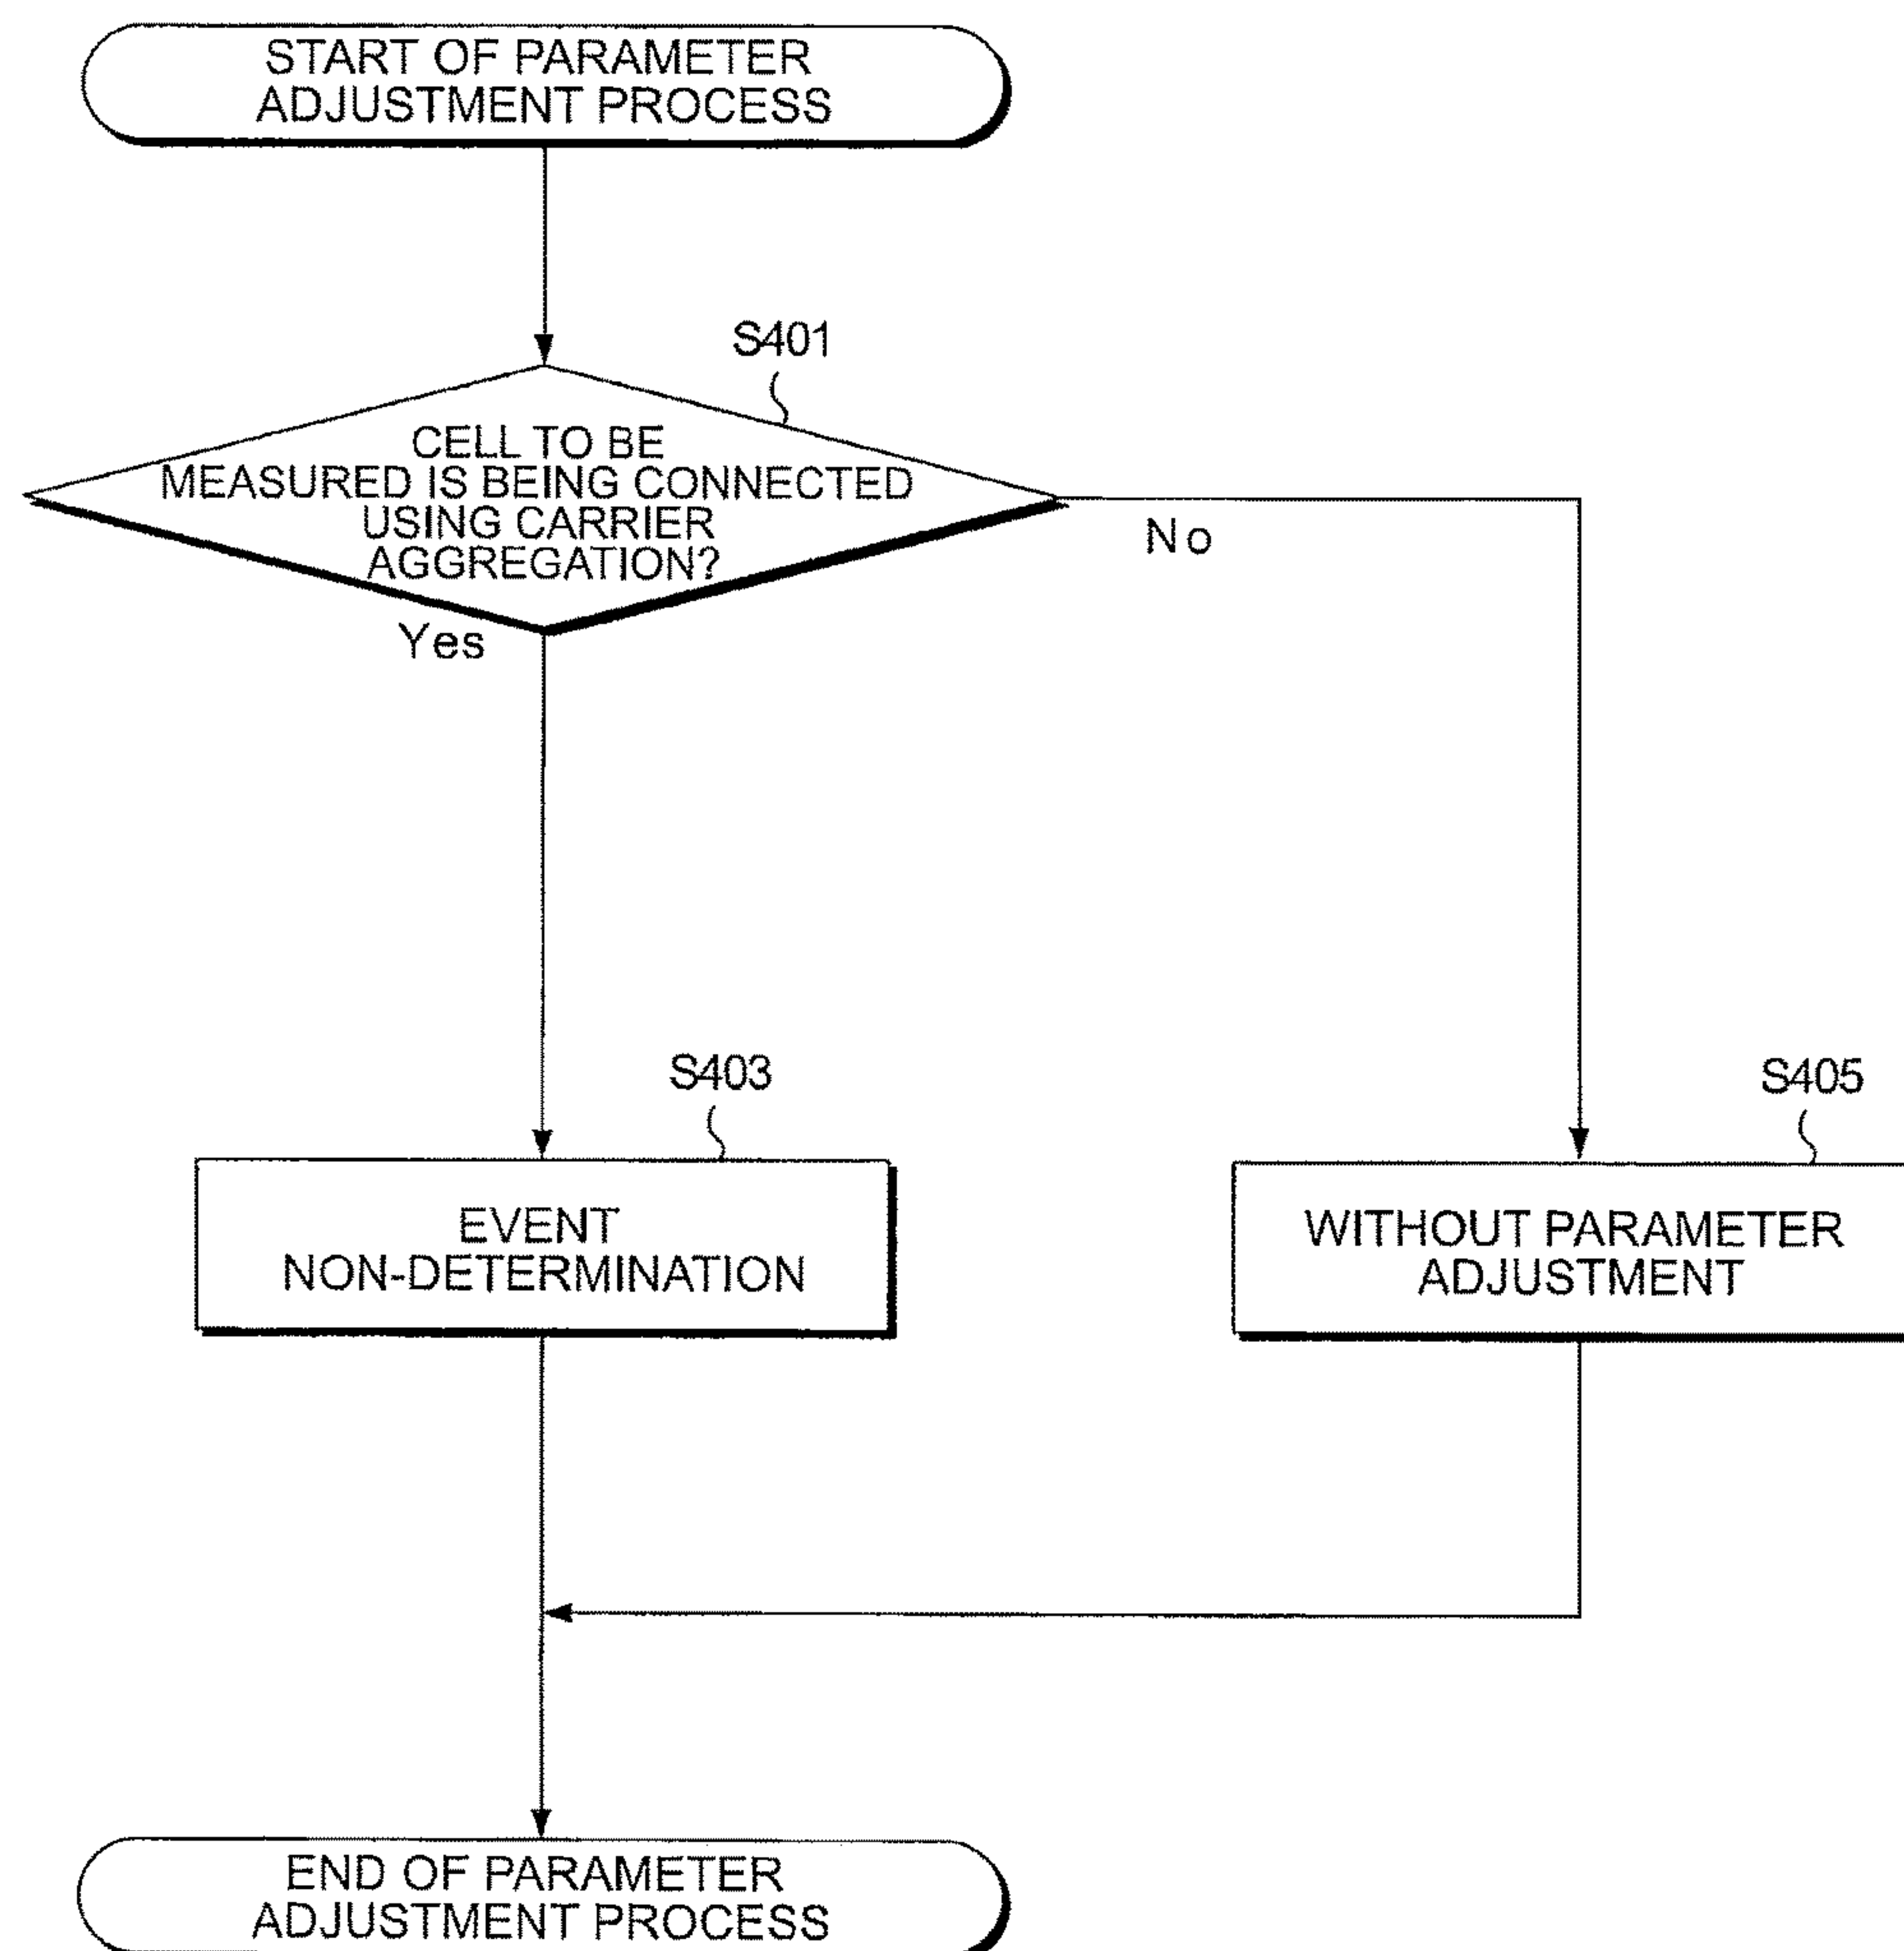 START OF PARAMETER
ADJUSTMENT PROCESS
S401
CELL TO BE
MEASURED IS BEING CONNECTED
USING CARRIER
AGGREGATION?
No
Yes
S403
S405
EVENT
NON-DETERMINATION
WITHOUT PARAMETER
ADJUSTMENT
END OF PARAMETER
ADJUSTMENT PROCESS